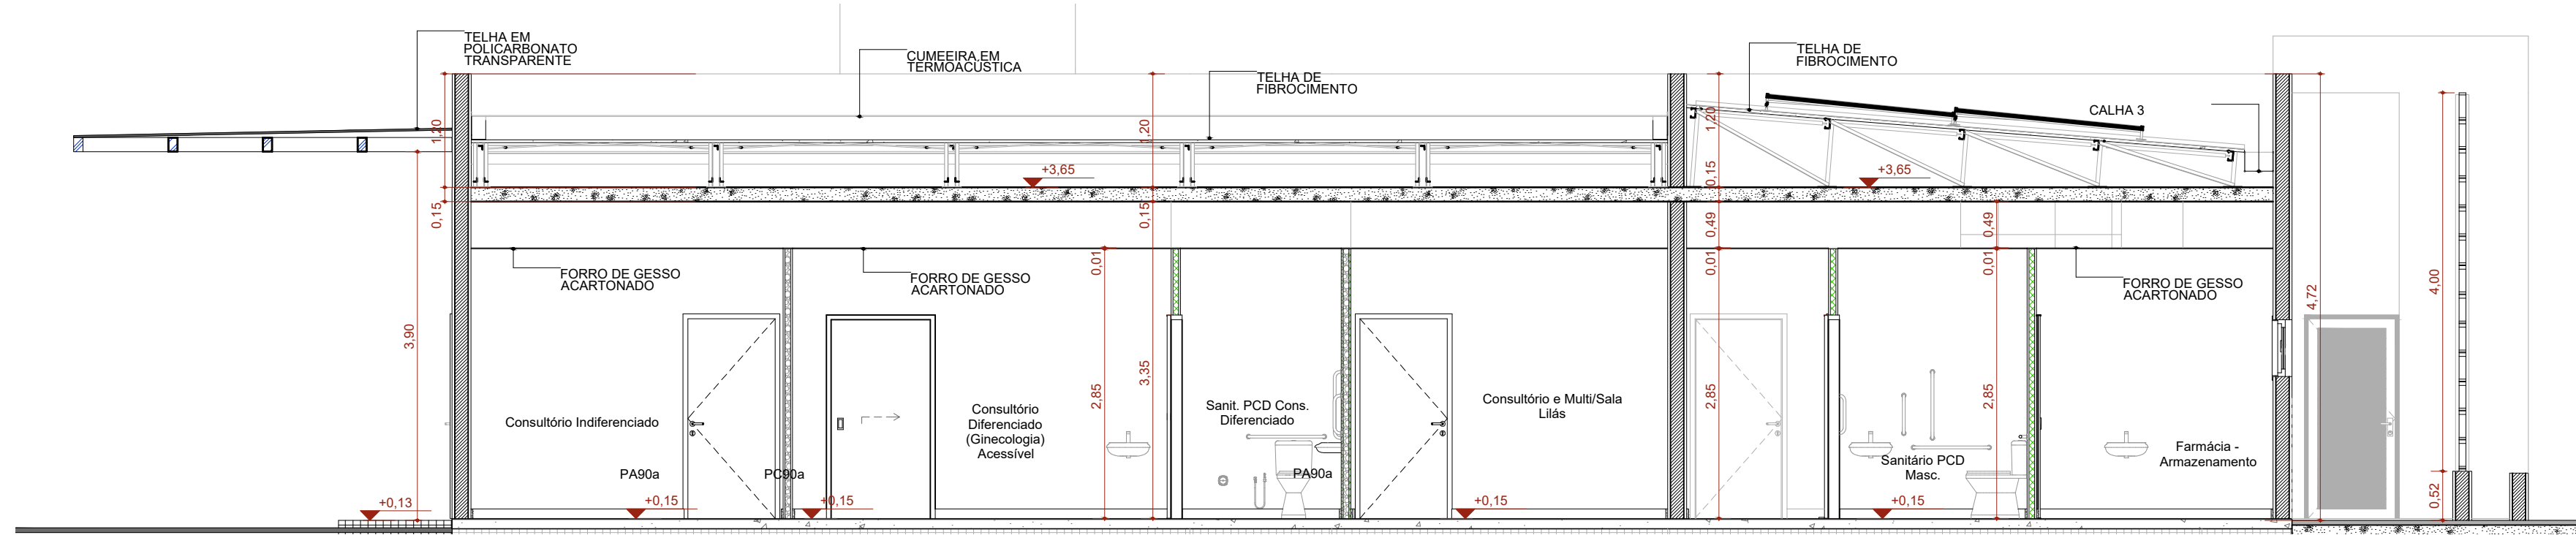 TELHA EM
POLICARBONATO
TRANSPARENTE
CUMEEIRA EM
TERMOACÚSTICA
TELHA DE
FIBROCIMENTO
TELHA DE
FIBROCIMENTO
CALHA 3
1,20
1,20
1,20
+3,65
+3,65
0,15
0,15
0,15
0,49
0,49
FORRO DE GESSO
ACARTONADO
FORRO DE GESSO
ACARTONADO
FORRO DE GESSO
ACARTONADO
0,01
0,01
0,01
3,90
2,85
3,35
2,85
2,85
4,72
4,00
0,52
Consultório Indiferenciado
Consultório
Diferenciado
(Ginecologia)
Acessível
Sanit. PCD Cons.
Diferenciado
Consultório e Multi/Sala
Lilás
Sanitário PCD
Masc.
Farmácia -
Armazenamento
PA90a
PC90a
PA90a
+0,13
+0,15
+0,15
+0,15
+0,15